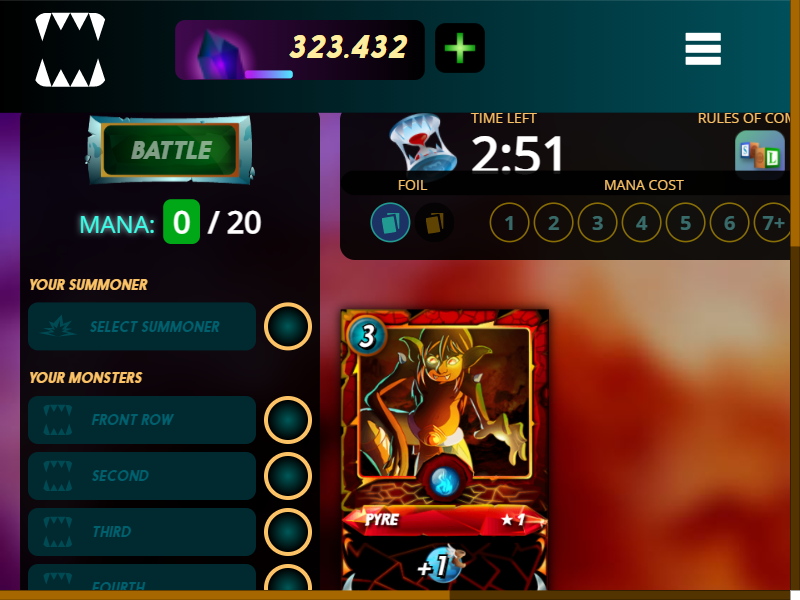 323.432
BATTLE
MANA: 0 / 20
YOUR SUMMONER
SELECT SUMMONER
YOUR MONSTERS
FRONT ROW
SECOND
THIRD
FOURTH
TIME LEFT
2:51
RULES OF COM
S L
FOIL
MANA COST
1 2 3 4 5 6 7+
3
PYRE
★ 1
+1